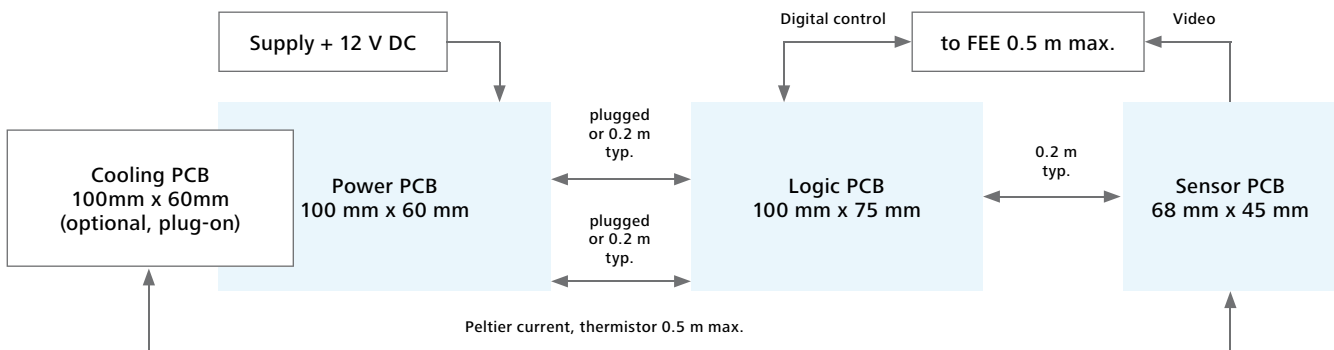 Supply + 12 V DC
Digital control
to FEE 0.5 m max.
Video
Cooling PCB
100mm x 60mm
(optional, plug-on)
Power PCB
100 mm x 60 mm
plugged
or 0.2 m
typ.
plugged
or 0.2 m
typ.
Logic PCB
100 mm x 75 mm
0.2 m
typ.
Sensor PCB
68 mm x 45 mm
Peltier current, thermistor 0.5 m max.